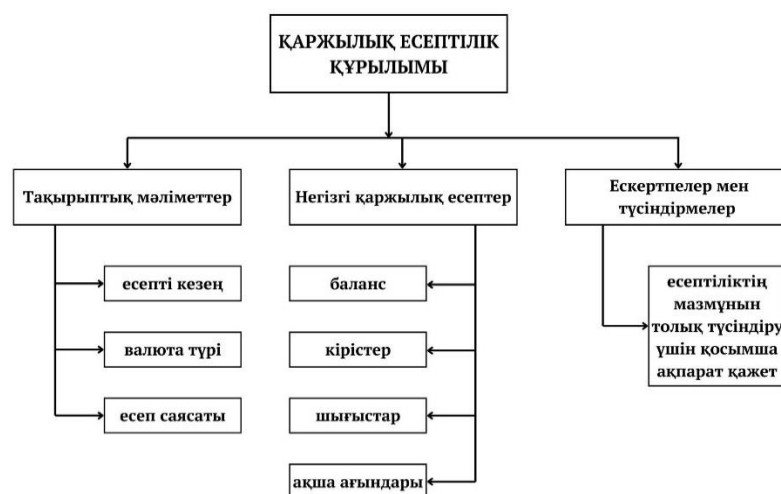 ҚАРЖЫЛЫҚ ЕСЕПТІЛІК
ҚҰРЫЛЫМЫ
Тақырыптық мәліметтер
есепті кезең
валюта түрі
есеп саясаты
Негізгі қаржылық есептер
баланс
кірістер
шығыстар
ақша ағындары
Ескертпелер мен
түсіндірмелер
есептіліктің
мазмұнын
толық түсіндіру
үшін қосымша
ақпарат қажет